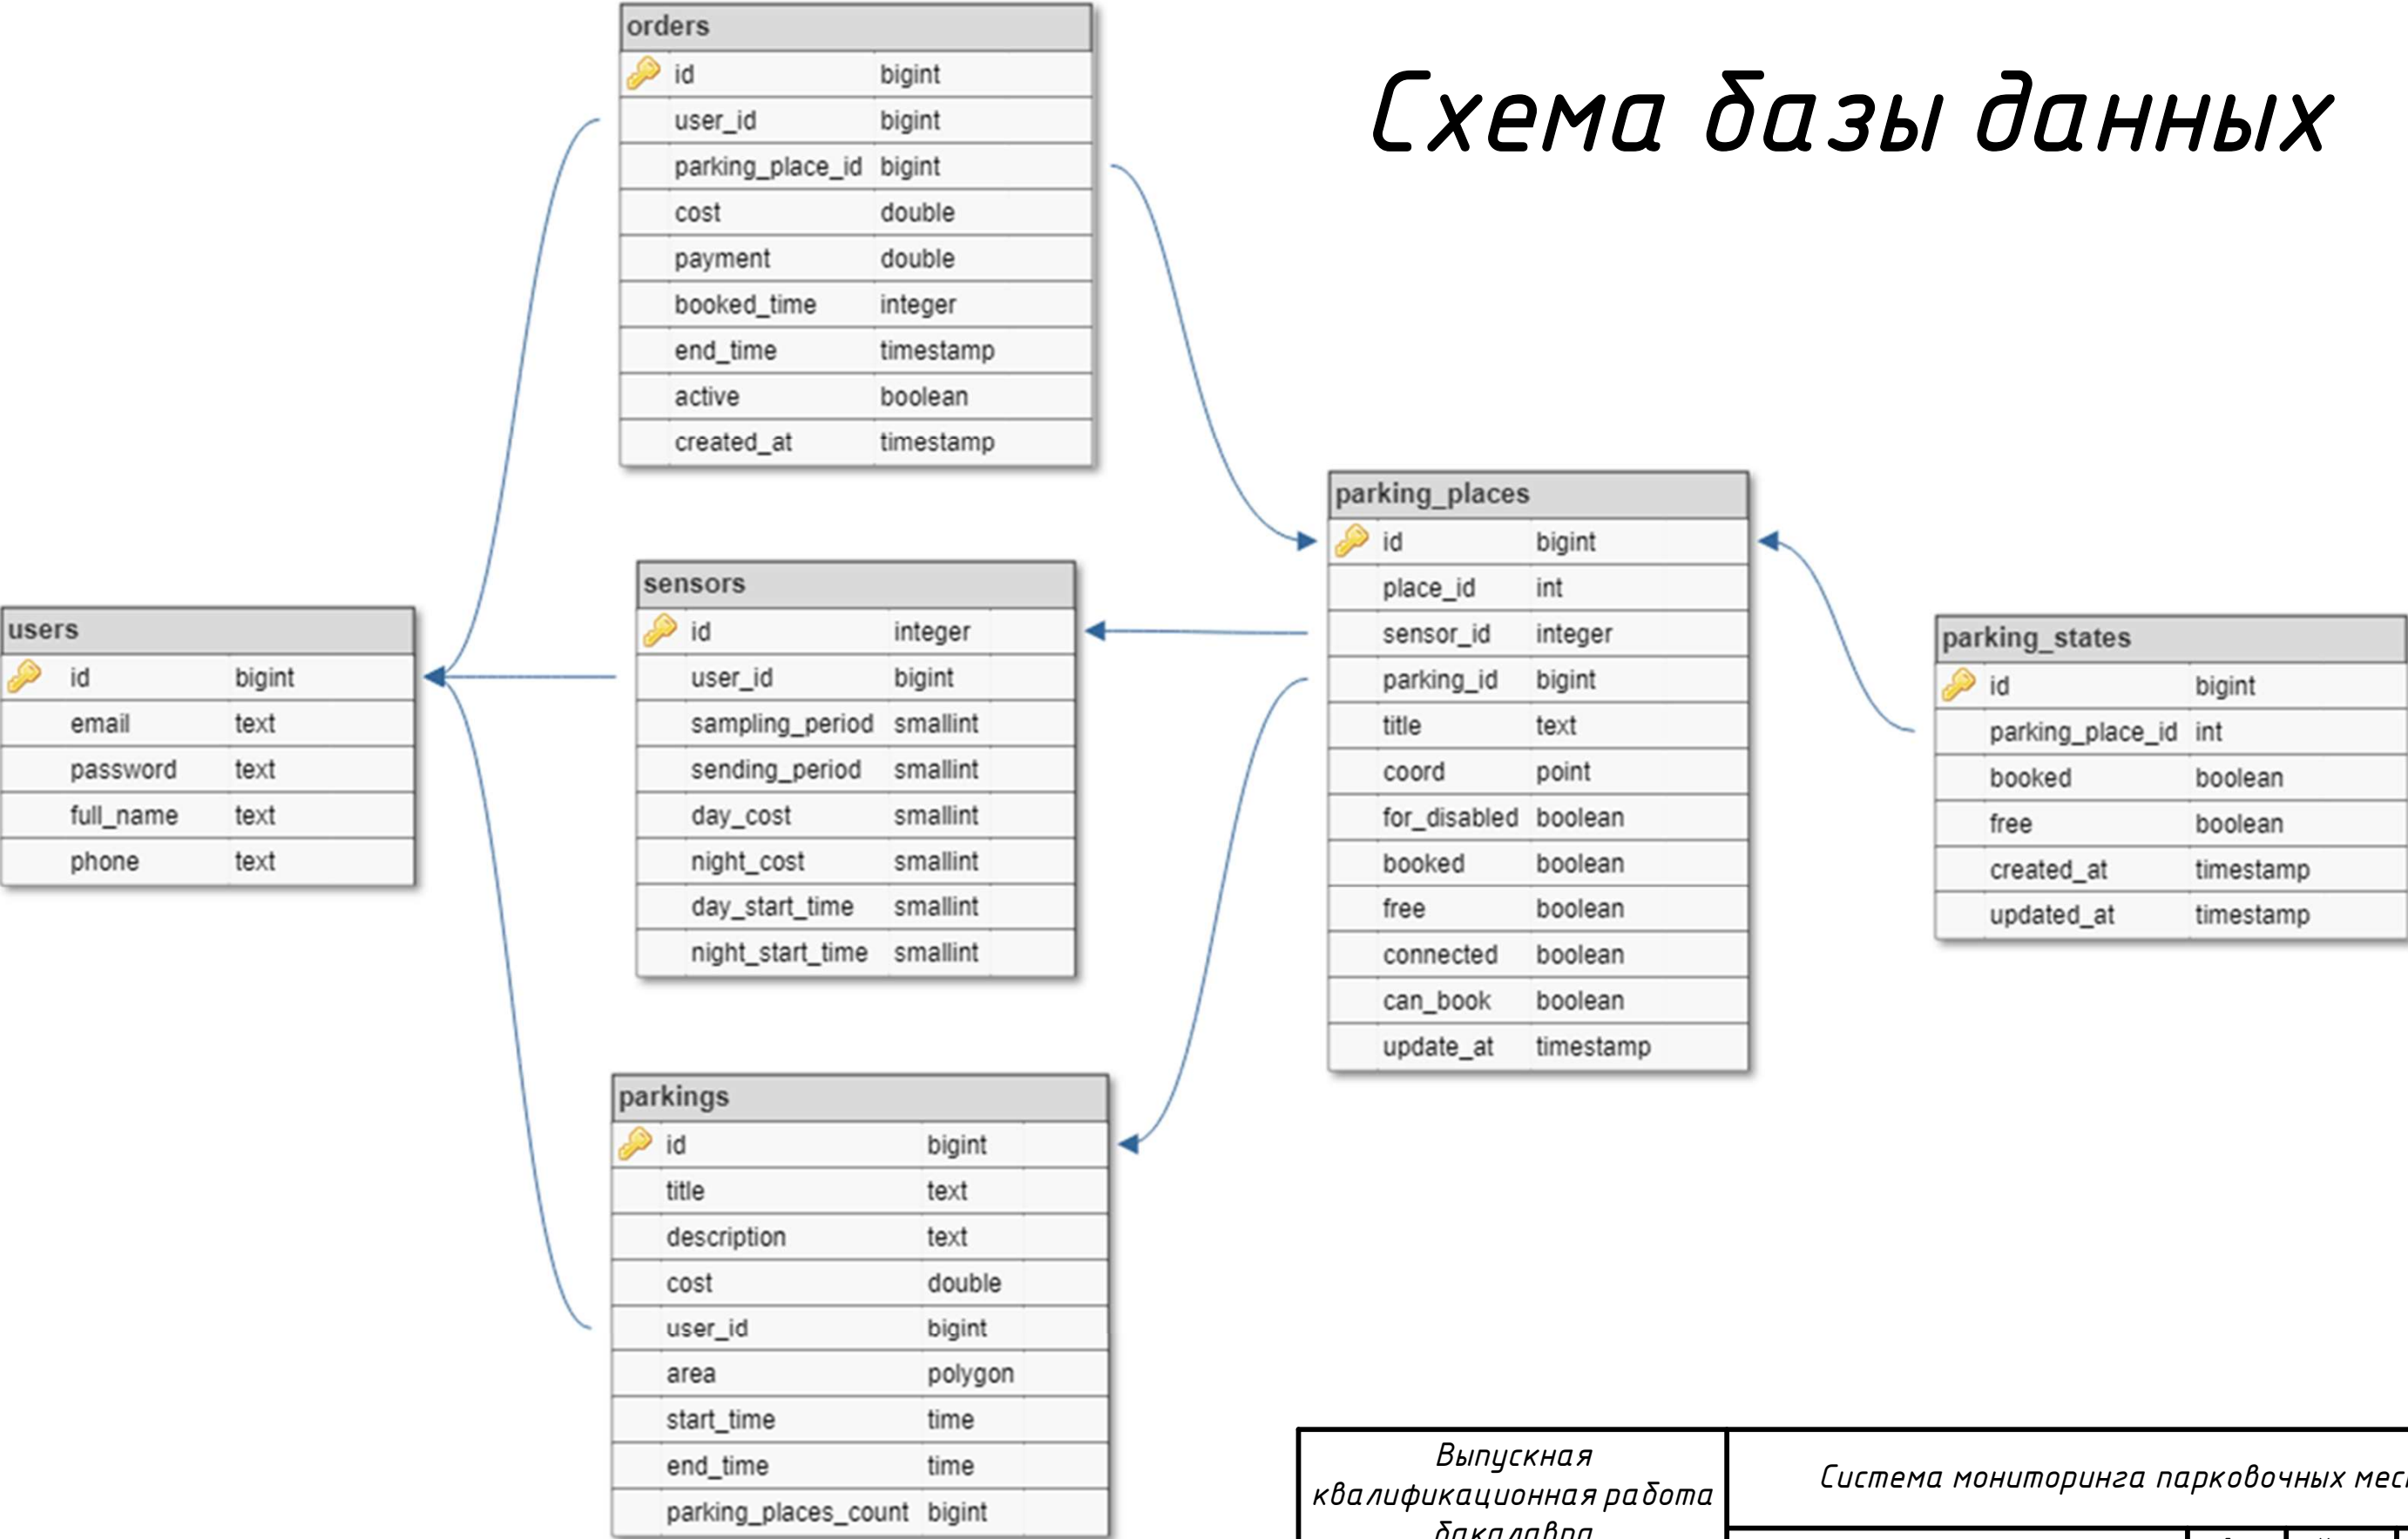 Схема базы данных
orders
id bigint
user_id bigint
parking_place_id bigint
cost double
payment double
booked_time integer
end_time timestamp
active boolean
created_at timestamp
users
id bigint
email text
password text
full_name text
phone text
sensors
id integer
user_id bigint
sampling_period smallint
sending_period smallint
day_cost smallint
night_cost smallint
day_start_time smallint
night_start_time smallint
parkings
id bigint
title text
description text
cost double
user_id bigint
area polygon
start_time time
end_time time
parking_places_count bigint
parking_places
id bigint
place_id int
sensor_id integer
parking_id bigint
title text
coord point
for_disabled boolean
booked boolean
free boolean
connected boolean
can_book boolean
update_at timestamp
parking_states
id bigint
parking_place_id int
booked boolean
free boolean
created_at timestamp
updated_at timestamp
Выпускная
квалификационная работа
бакалавра
Система мониторинга парковочных